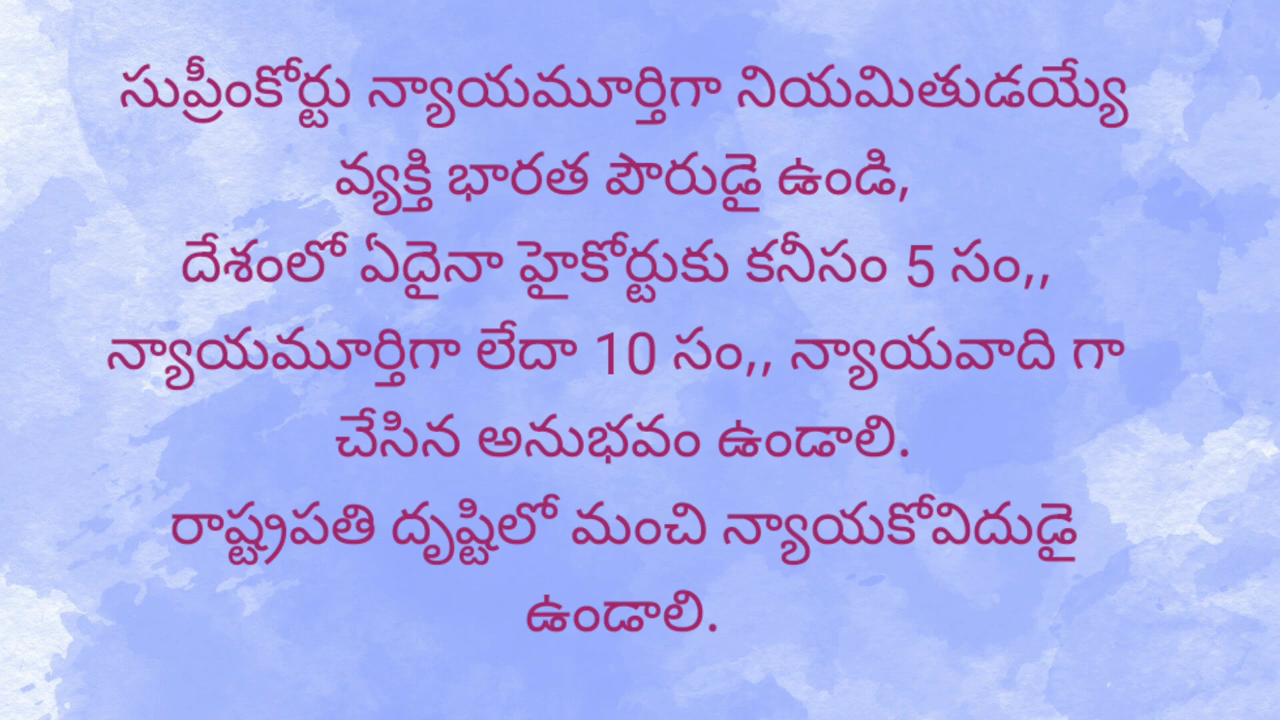 సుప్రీంకోర్టు న్యాయమూర్తిగా నియమితుడయ్యే
వ్యక్తి భారత పౌరుడై ఉండి,
దేశంలో ఏదైనా హైకోర్టుకు కనీసం 5 సం,,
న్యాయమూర్తిగా లేదా 10 సం,, న్యాయవాది గా
చేసిన అనుభవం ఉండాలి.
రాష్ట్రపతి దృష్టిలో మంచి న్యాయకోవిదుడై
ఉండాలి.